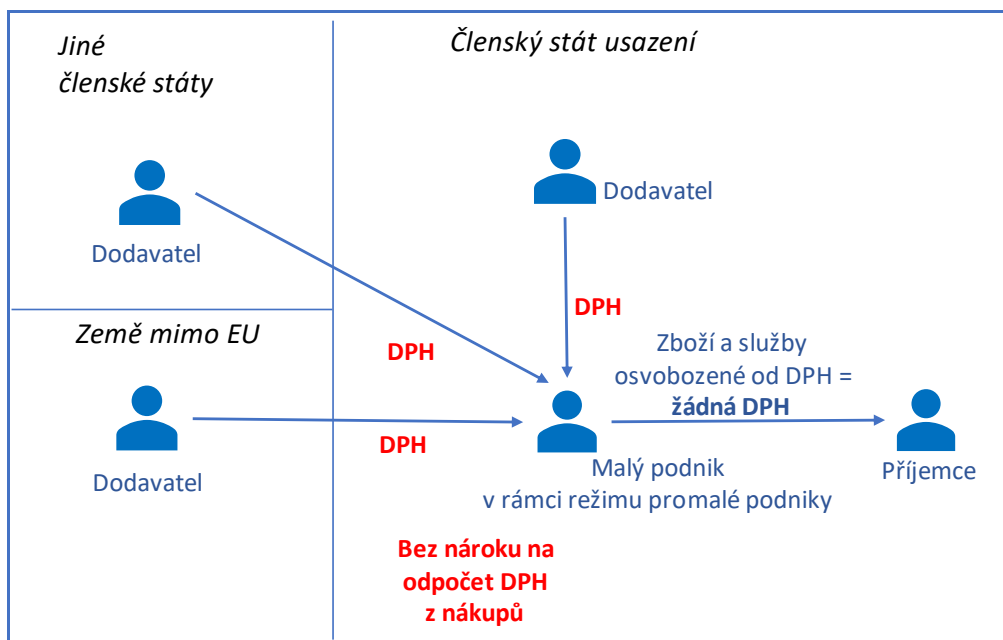 Jiné
členské státy
Členský stát usazení
Dodavatel
Dodavatel
DPH
Země mimo EU
DPH
Zboží a služby
osvobozené od DPH =
žádná DPH
DPH
Dodavatel
Malý podnik
v rámci režimu promalé podniky
Příjemce
Bez nároku na
odpočet DPH
z nákupů